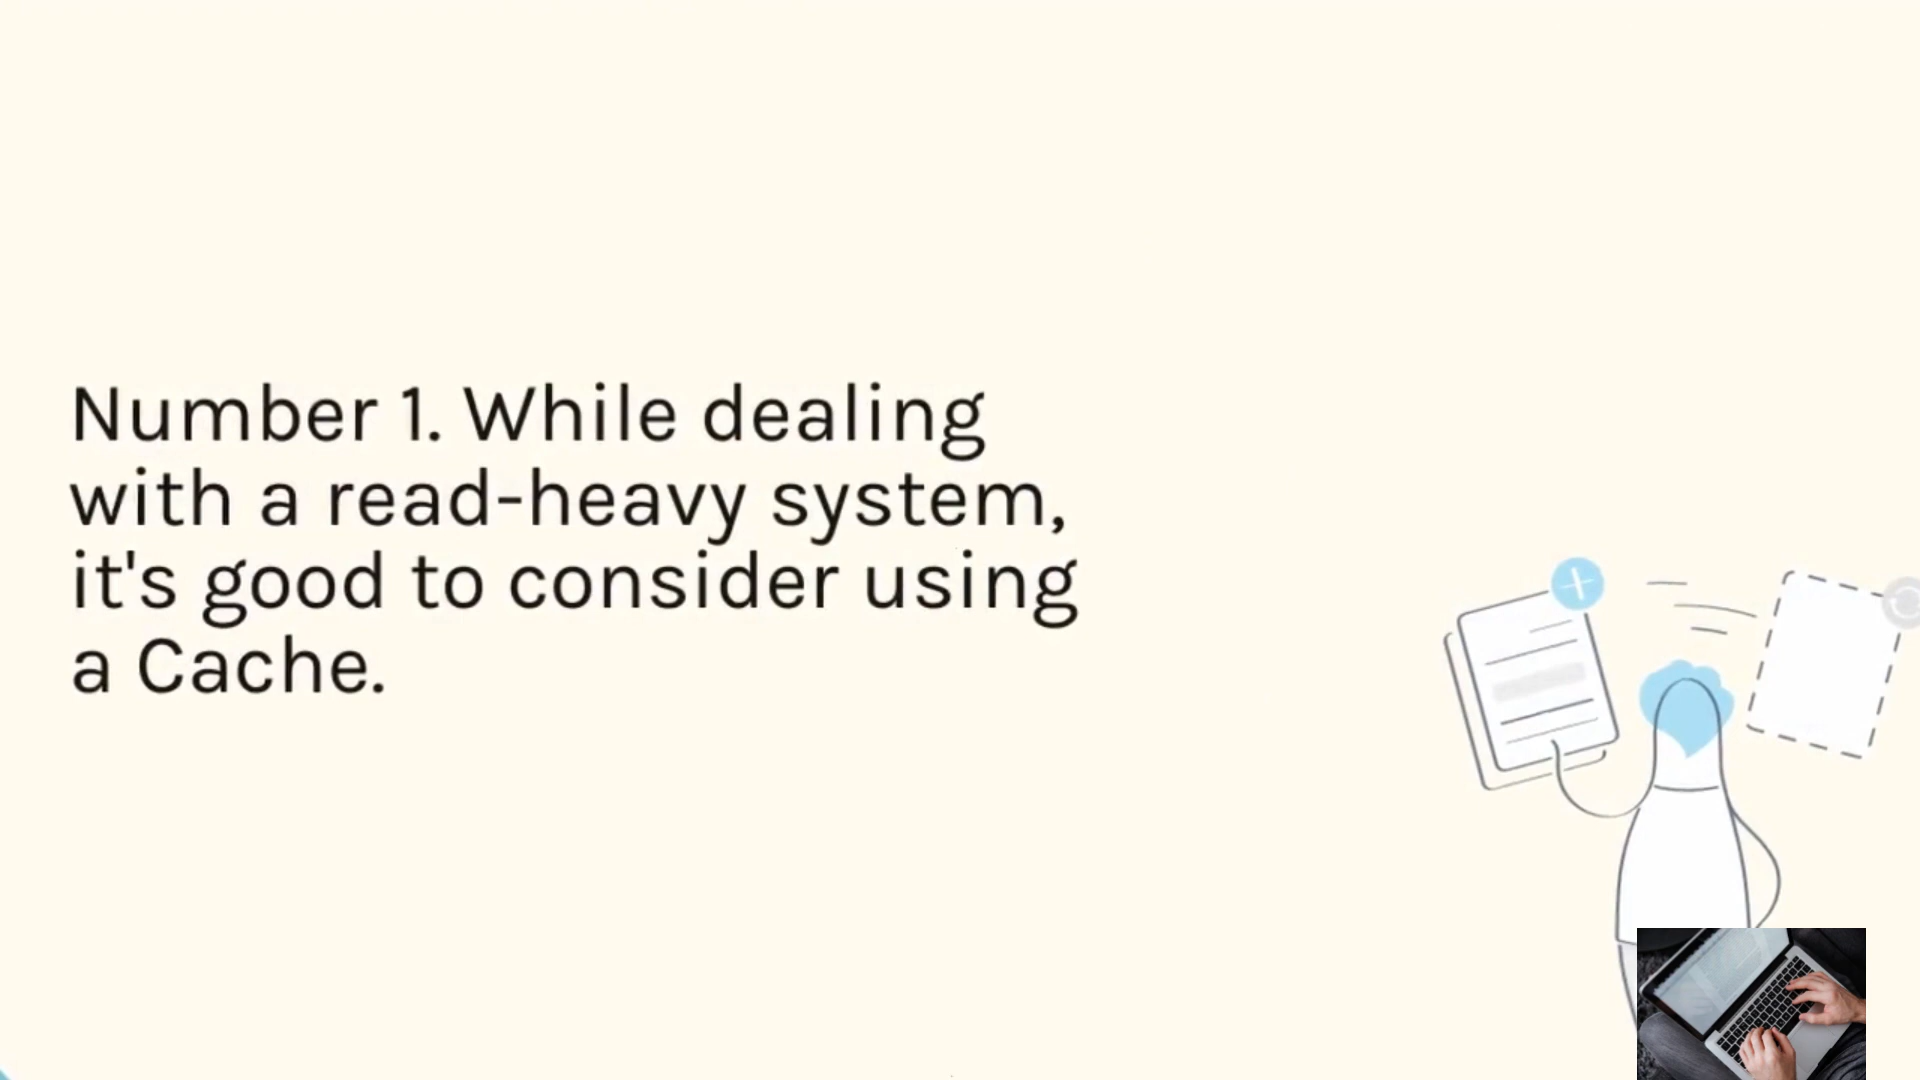 Number 1. While dealing
with a read-heavy system,
it's good to consider using
a Cache.